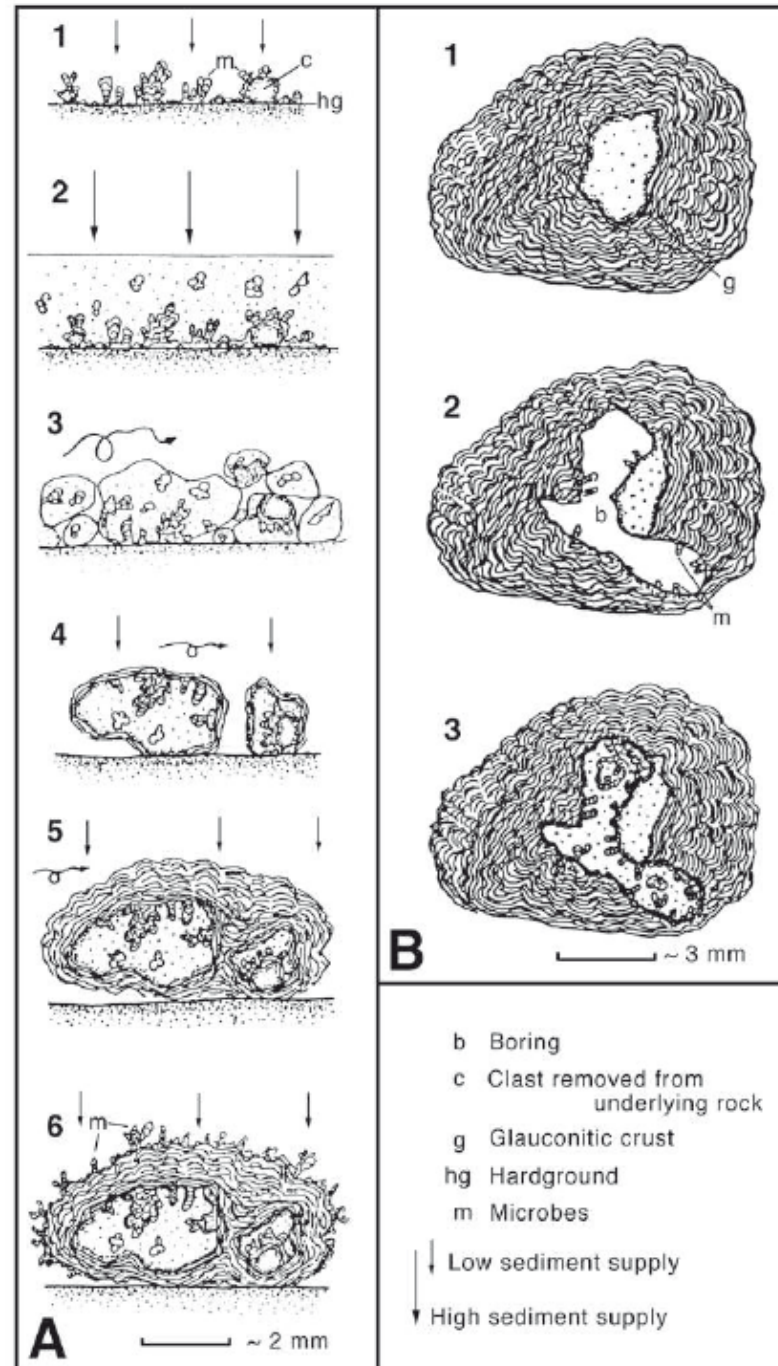 1
m
c
hg
2
3
4
5
6
m
A
~ 2 mm
1
g
2
b
m
3
B
~ 3 mm
b Boring
c Clast removed from
underlying rock
g Glauconitic crust
hg Hardground
m Microbes
Low sediment supply
High sediment supply